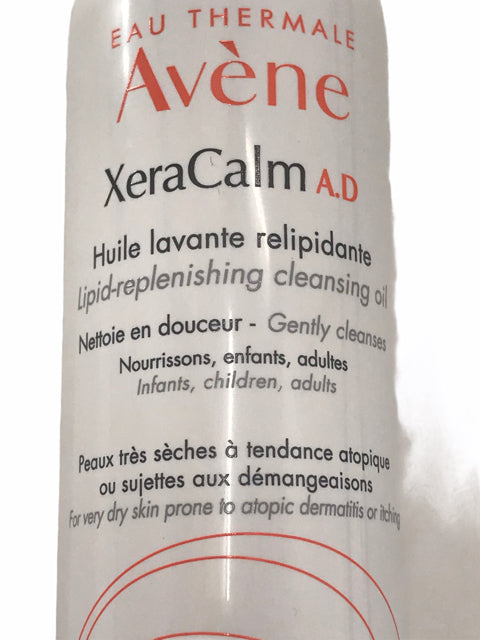 EAU THERMALE
Avène
XeraCalm A.D
Huile lavante relipidante
Lipid-replenishing cleansing oil
Nettoie en douceur - Gently cleanses
Nourrissons, enfants, adultes
Infants, children, adults
Peaux très sèches à tendance atopique
ou sujettes aux démangeaisons
For very dry skin prone to atopic dermatitis or itching